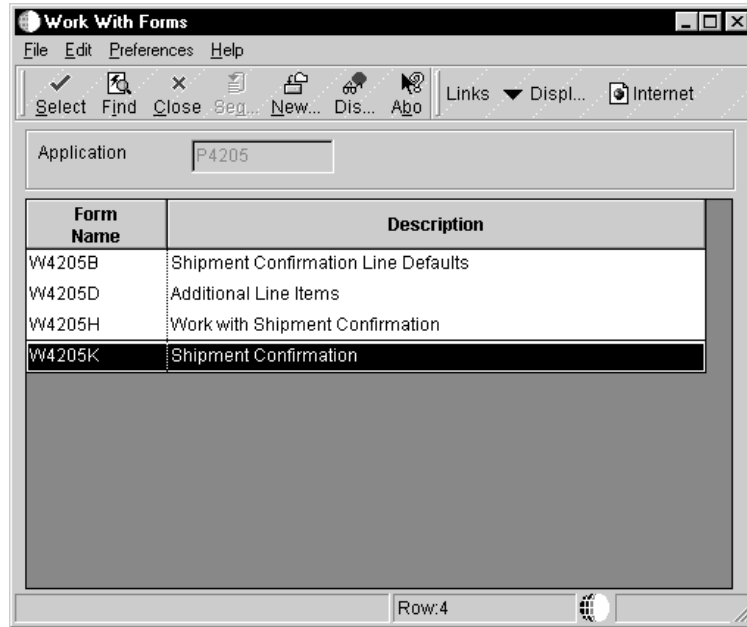 Work With Forms
File Edit Preferences Help
Select Find Close Seq... New... Dis... Abo Links Displ... Internet
Application P4205
Form Name Description
W4205B Shipment Confirmation Line Defaults
W4205D Additional Line Items
W4205H Work with Shipment Confirmation
W4205K Shipment Confirmation
Row:4